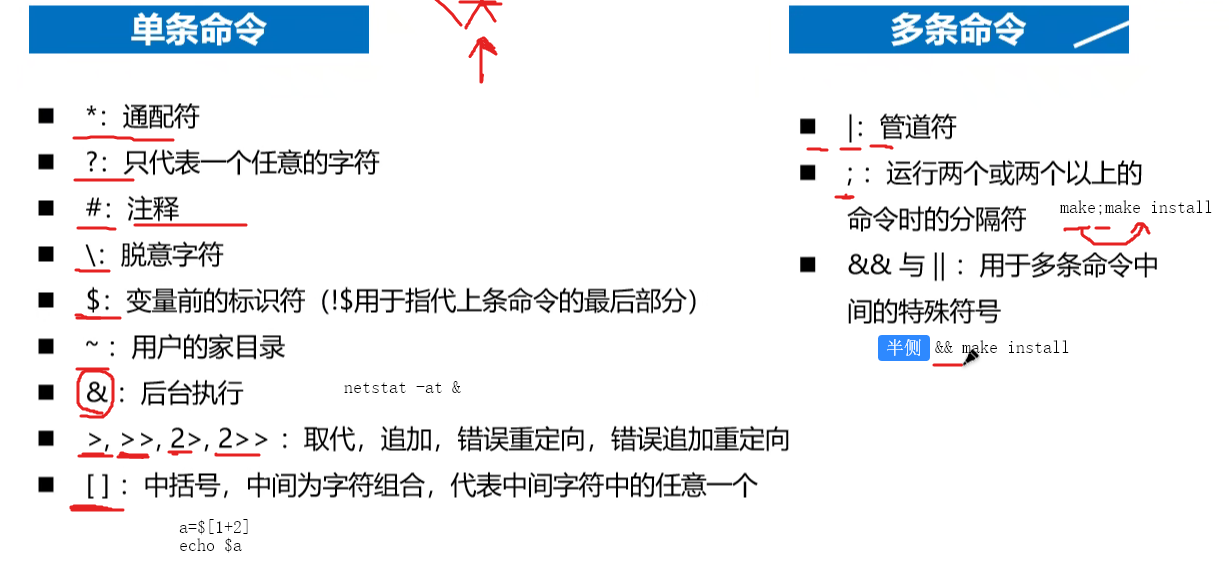 单条命令
*：通配符
?：只代表一个任意的字符
#：注释
\：脱意字符
$：变量前的标识符（!$用于指代上条命令的最后部分）
~：用户的家目录
&：后台执行
netstat -at &
>, >>, 2>, 2>>：取代，追加，错误重定向，错误追加重定向
[ ]：中括号，中间为字符组合，代表中间字符中的任意一个
a=$[1+2]
echo $a
多条命令
|：管道符
;：运行两个或两个以上的
命令时的分隔符
make;make install
&& 与 ||：用于多条命令中
间的特殊符号
半侧 && make install